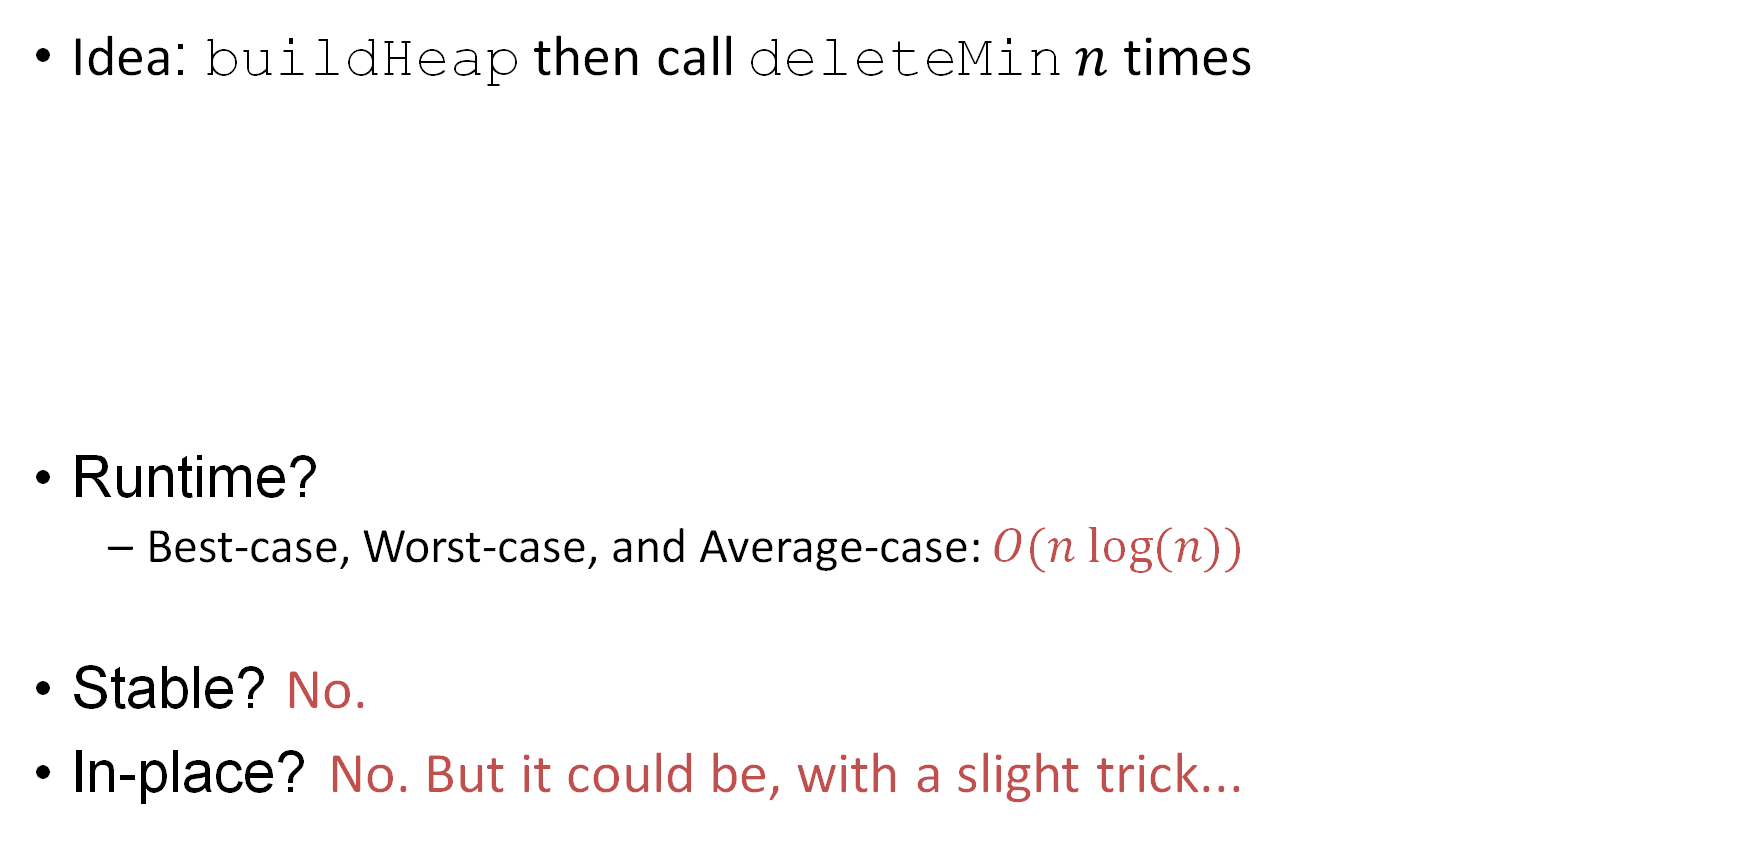 • Idea: buildHeap then call deleteMin n times
• Runtime?
– Best-case, Worst-case, and Average-case: O(n log(n))
• Stable? No.
• In-place? No. But it could be, with a slight trick...